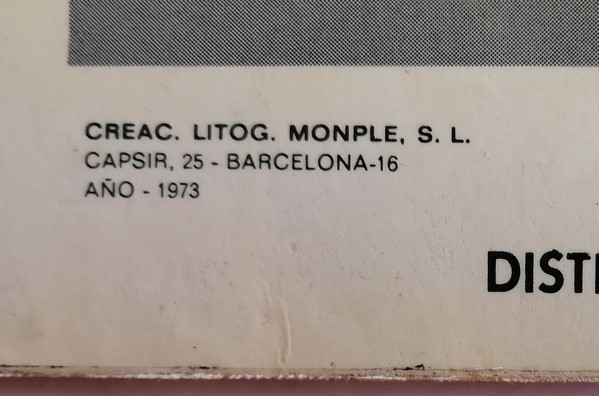 CREAC. LITOG. MONPLE, S. L.
CAPSIR, 25 - BARCELONA-16
AÑO - 1973